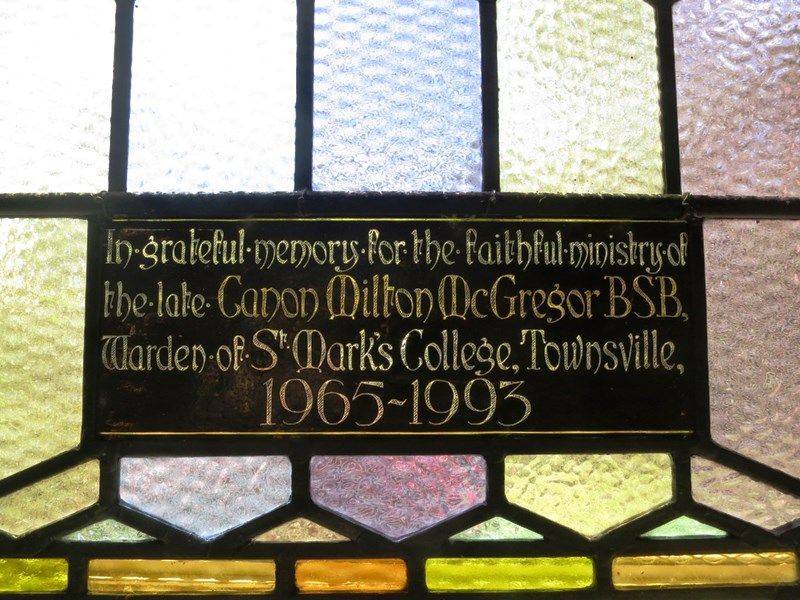 In·grateful·memory·for·the·faithful·ministry·of
the·late·Canon Milton McGregor BSB,
Warden·of·St. Mark's College, Townsville,
1965~1993